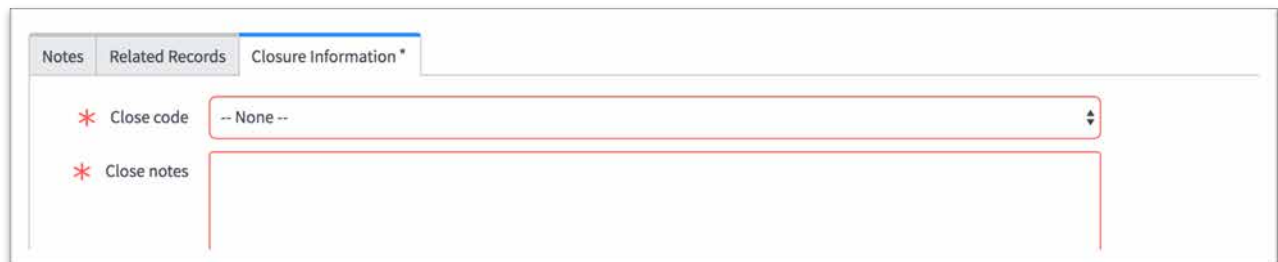 Notes Related Records Closure Information *
* Close code -- None --
* Close notes